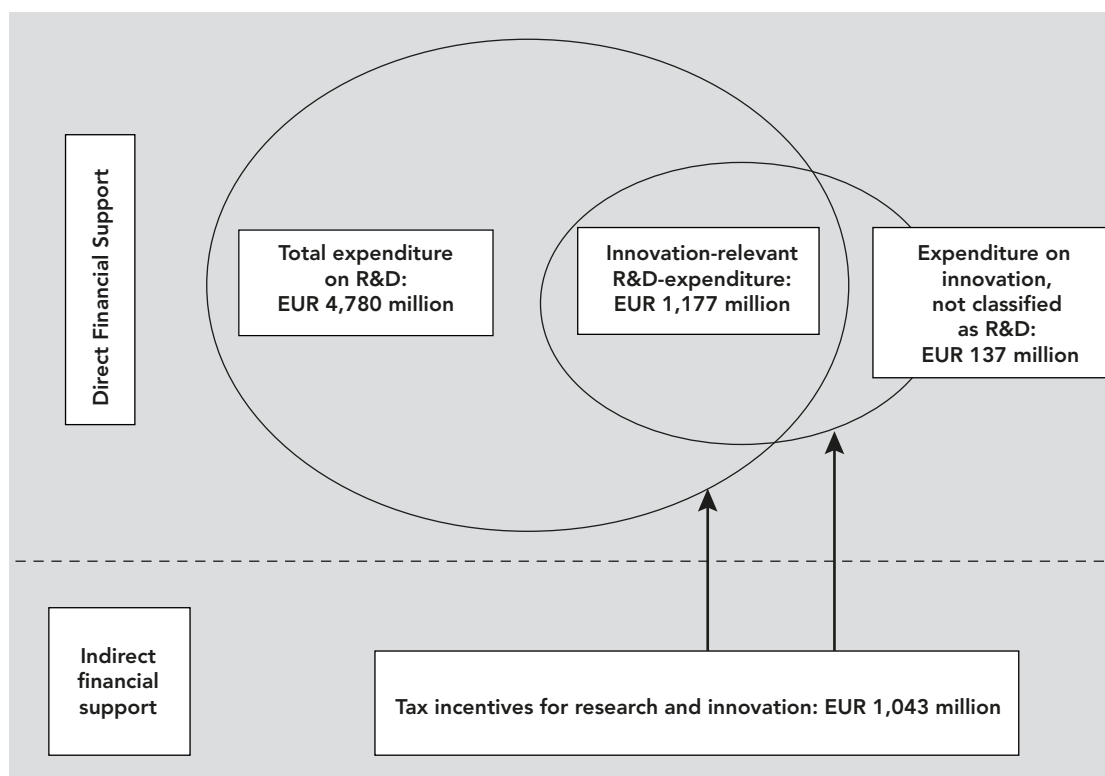 Direct Financial Support
Total expenditure
on R&D:
EUR 4,780 million
Innovation-relevant
R&D-expenditure:
EUR 1,177 million
Expenditure on
innovation,
not classified
as R&D:
EUR 137 million
Indirect
financial
support
Tax incentives for research and innovation: EUR 1,043 million